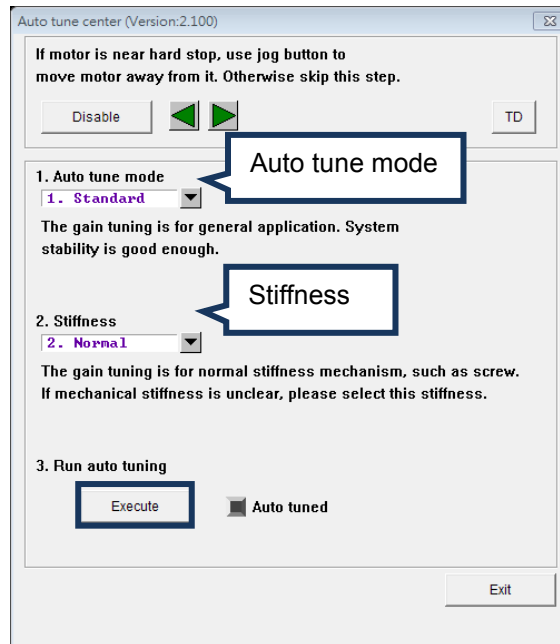 Auto tune center (Version:2.100)
If motor is near hard stop, use jog button to
move motor away from it. Otherwise skip this step.
Disable
TD
Auto tune mode
1. Auto tune mode
1. Standard
The gain tuning is for general application. System
stability is good enough.
Stiffness
2. Stiffness
2. Normal
The gain tuning is for normal stiffness mechanism, such as screw.
If mechanical stiffness is unclear, please select this stiffness.
3. Run auto tuning
Execute
Auto tuned
Exit